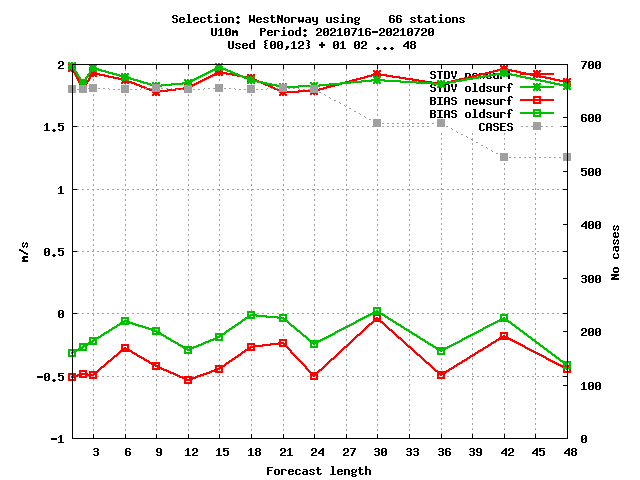 Selection: WestNorway using    66 stations
U10m   Period: 20210716-20210720
Used {00,12} + 01 02 ... 48
STDV newsurf
STDV oldsurf
BIAS newsurf
BIAS oldsurf
CASES
2
1.5
1
0.5
0
-0.5
-1
m/s
700
600
500
400
300
200
100
0
No cases
3 6 9 12 15 18 21 24 27 30 33 36 39 42 45 48
Forecast length